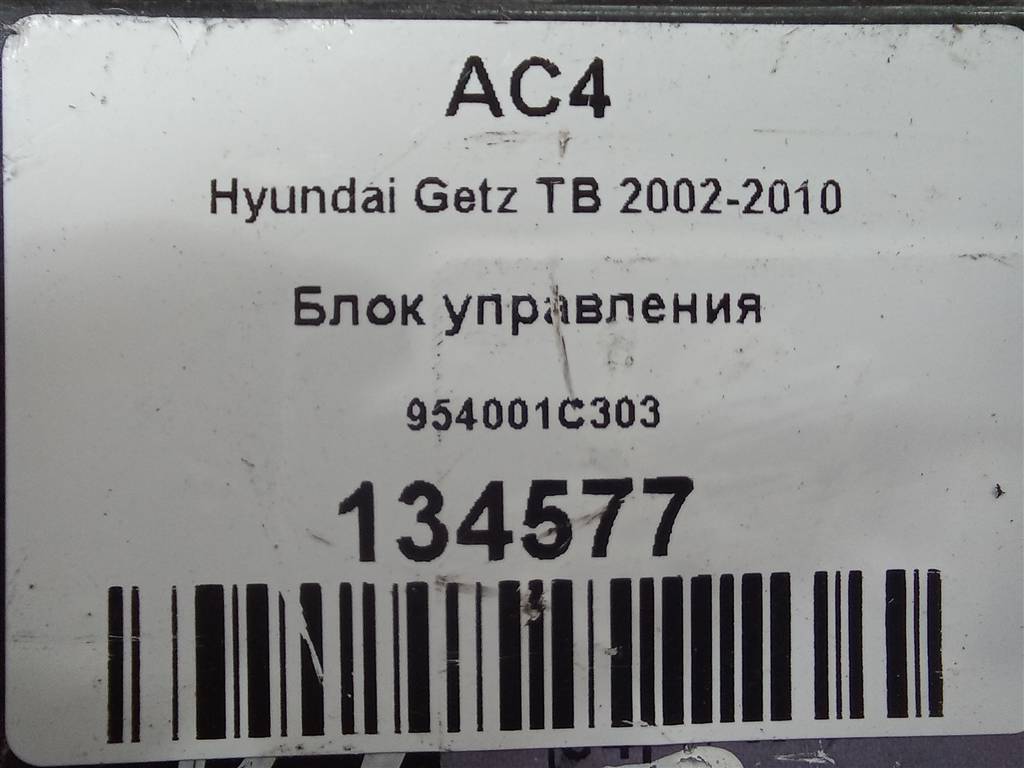 AC4
Hyundai Getz TB 2002-2010
Блок управления
954001C303
134577